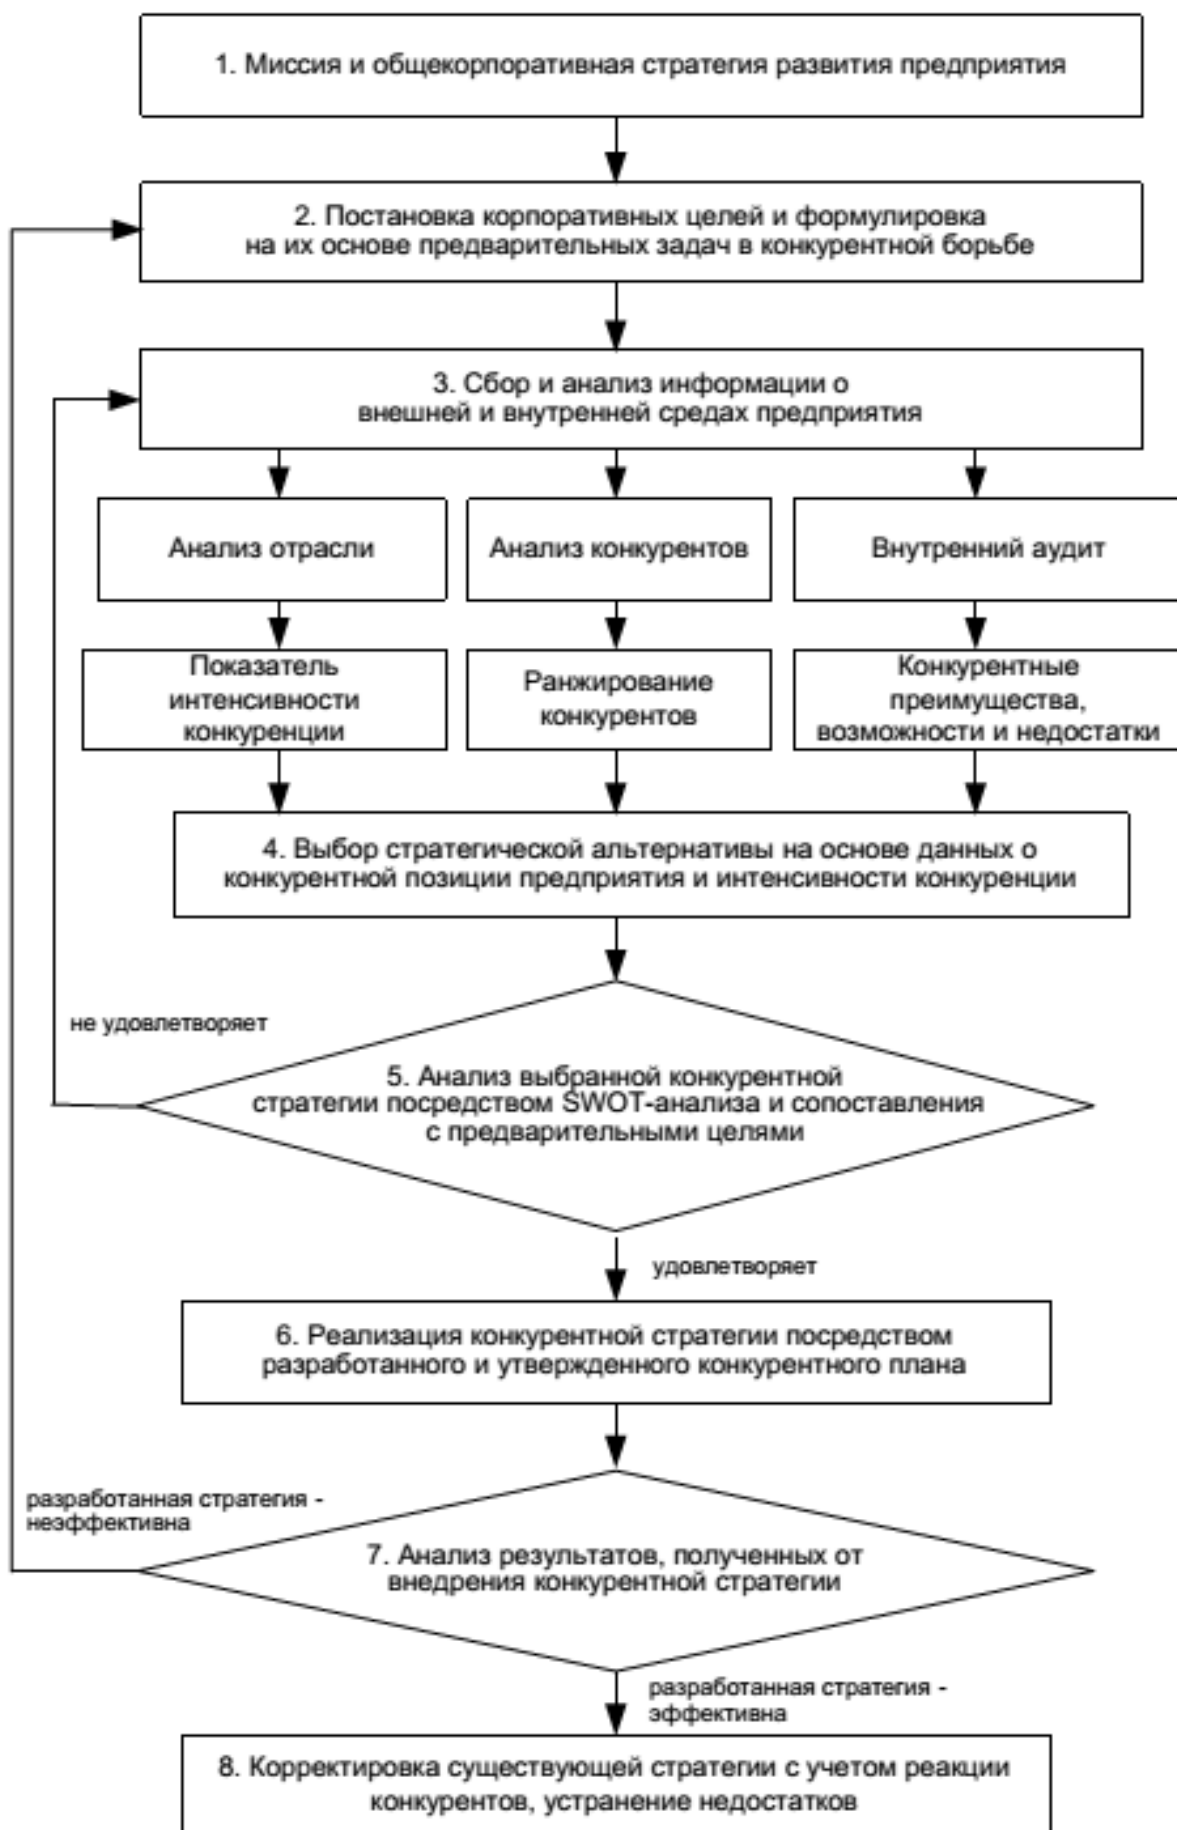 1. Миссия и общекорпоративная стратегия развития предприятия
2. Постановка корпоративных целей и формулировка
на их основе предварительных задач в конкурентной борьбе
3. Сбор и анализ информации о
внешней и внутренней средах предприятия
Анализ отрасли
Анализ конкурентов
Внутренний аудит
Показатель
интенсивности
конкуренции
Ранжирование
конкурентов
Конкурентные
преимущества,
возможности и недостатки
4. Выбор стратегической альтернативы на основе данных о
конкурентной позиции предприятия и интенсивности конкуренции
не удовлетворяет
5. Анализ выбранной конкурентной
стратегии посредством SWOT-анализа и сопоставления
с предварительными целями
удовлетворяет
6. Реализация конкурентной стратегии посредством
разработанного и утвержденного конкурентного плана
разработанная стратегия -
неэффективна
7. Анализ результатов, полученных от
внедрения конкурентной стратегии
разработанная стратегия -
эффективна
8. Корректировка существующей стратегии с учетом реакции
конкурентов, устранение недостатков